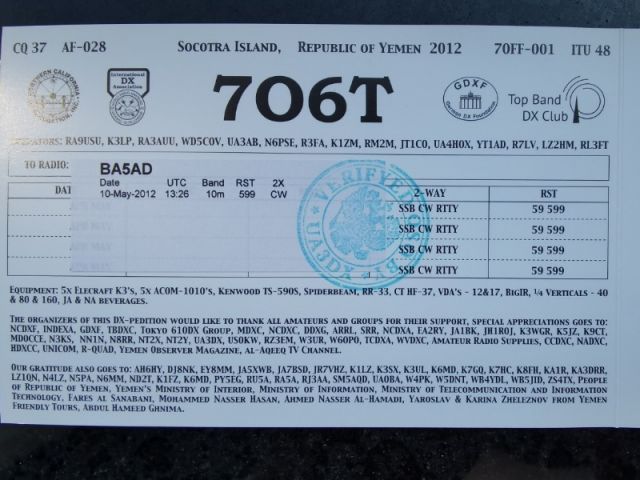 CQ 37 AF-028 Socotra Island, Republic of Yemen 2012 7OFF-001 ITU 48
International DX Association
7O6T
GDXF German DX Foundation
Top Band DX Club
RA9USU, K3LP, RA3AUU, WD5COV, UA3AB, N6PSE, R3FA, K1ZM, RM2M, JT1CO, UA4HOX, YT1AD, R7LV, LZ2HM, RL3FT
TO RADIO: BA5AD
Date UTC Band RST 2X
10-May-2012 13:26 10m 599 CW
2-WAY RST
SSB CW RTTY 59 599
SSB CW RTTY 59 599
SSB CW RTTY 59 599
SSB CW RTTY 59 599
VERIFYED QSL BY UA3DX
Equipment: 5x Elecraft K3's, 5x ACOM-1010's, Kenwood TS-590S, Spiderbeam, RR-33, CT HF-37, VDA's - 12&17, BigIR, ¼ Verticals - 40
& 80 & 160, JA & NA beverages.
The organizers of this DX-pedition would like to thank all amateurs and groups for their support, special appreciations goes to:
NCDXF, INDEXA, GDXF, TBDXC, Tokyo 610DX Group, MDXC, NCDXC, DDXG, ARRL, SRR, NCDXA, EA2RY, JA1BK, JH1ROJ, K3WGR, K5JZ, K9CT,
MD0CCE, N3KS, NN1N, N8RR, NT2X, NT2Y, UA3DX, US0KW, RZ3EM, W3UR, W6OPO, TCDXA, WVDXC, Amateur Radio Supplies, CCDXC, NADXC,
HDXCC, UNICOM, R-QUAD, Yemen Observer Magazine, al-Aqeeq TV Channel.
Our gratitude also goes to: AH6HY, DJ8NK, EY8MM, JA5XWB, JA7BSD, JR7VHZ, K1LZ, K3SX, K3UL, K6MD, K7GQ, K7HC, K8FH, KA1R, KA3DRR,
LZ1QN, N4LZ, N5PA, N6MM, ND2T, K1FZ, K6MD, PY5EG, RU5A, RA5A, RJ3AA, SM5AQD, UA0BA, W4PK, W5DNT, WB4YDL, WB5JID, ZS4TX, People
of Republic of Yemen, Yemen's Ministry of Interior, Ministry of Information, Ministry of Telecommunication and Information
Technology, Fares al Sanabani, Mohammed Nasser Hasan, Ahmed Nasser Al-Hamadi, Yaroslav & Karina Zheleznov from Yemen
Friendly Tours, Abdul Hameed Ghnima.